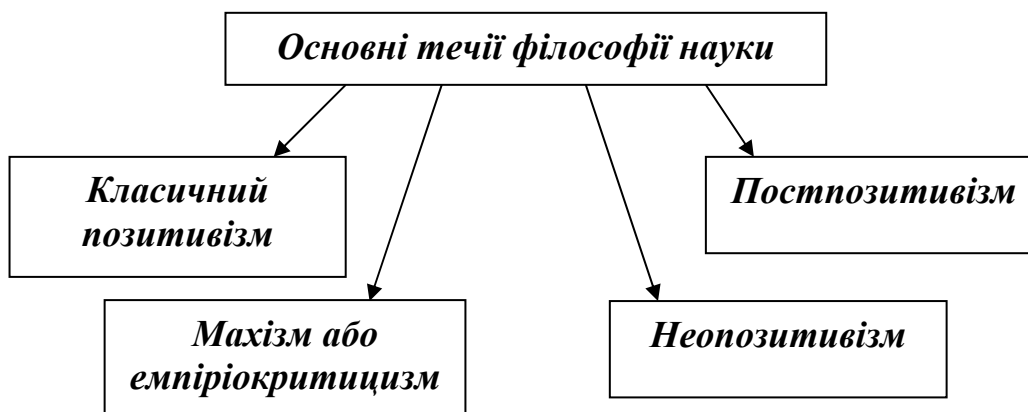 Основні течії філософії науки
Класичний
позитивізм
Постпозитивізм
Махізм або
емпіріокритицизм
Неопозитивізм